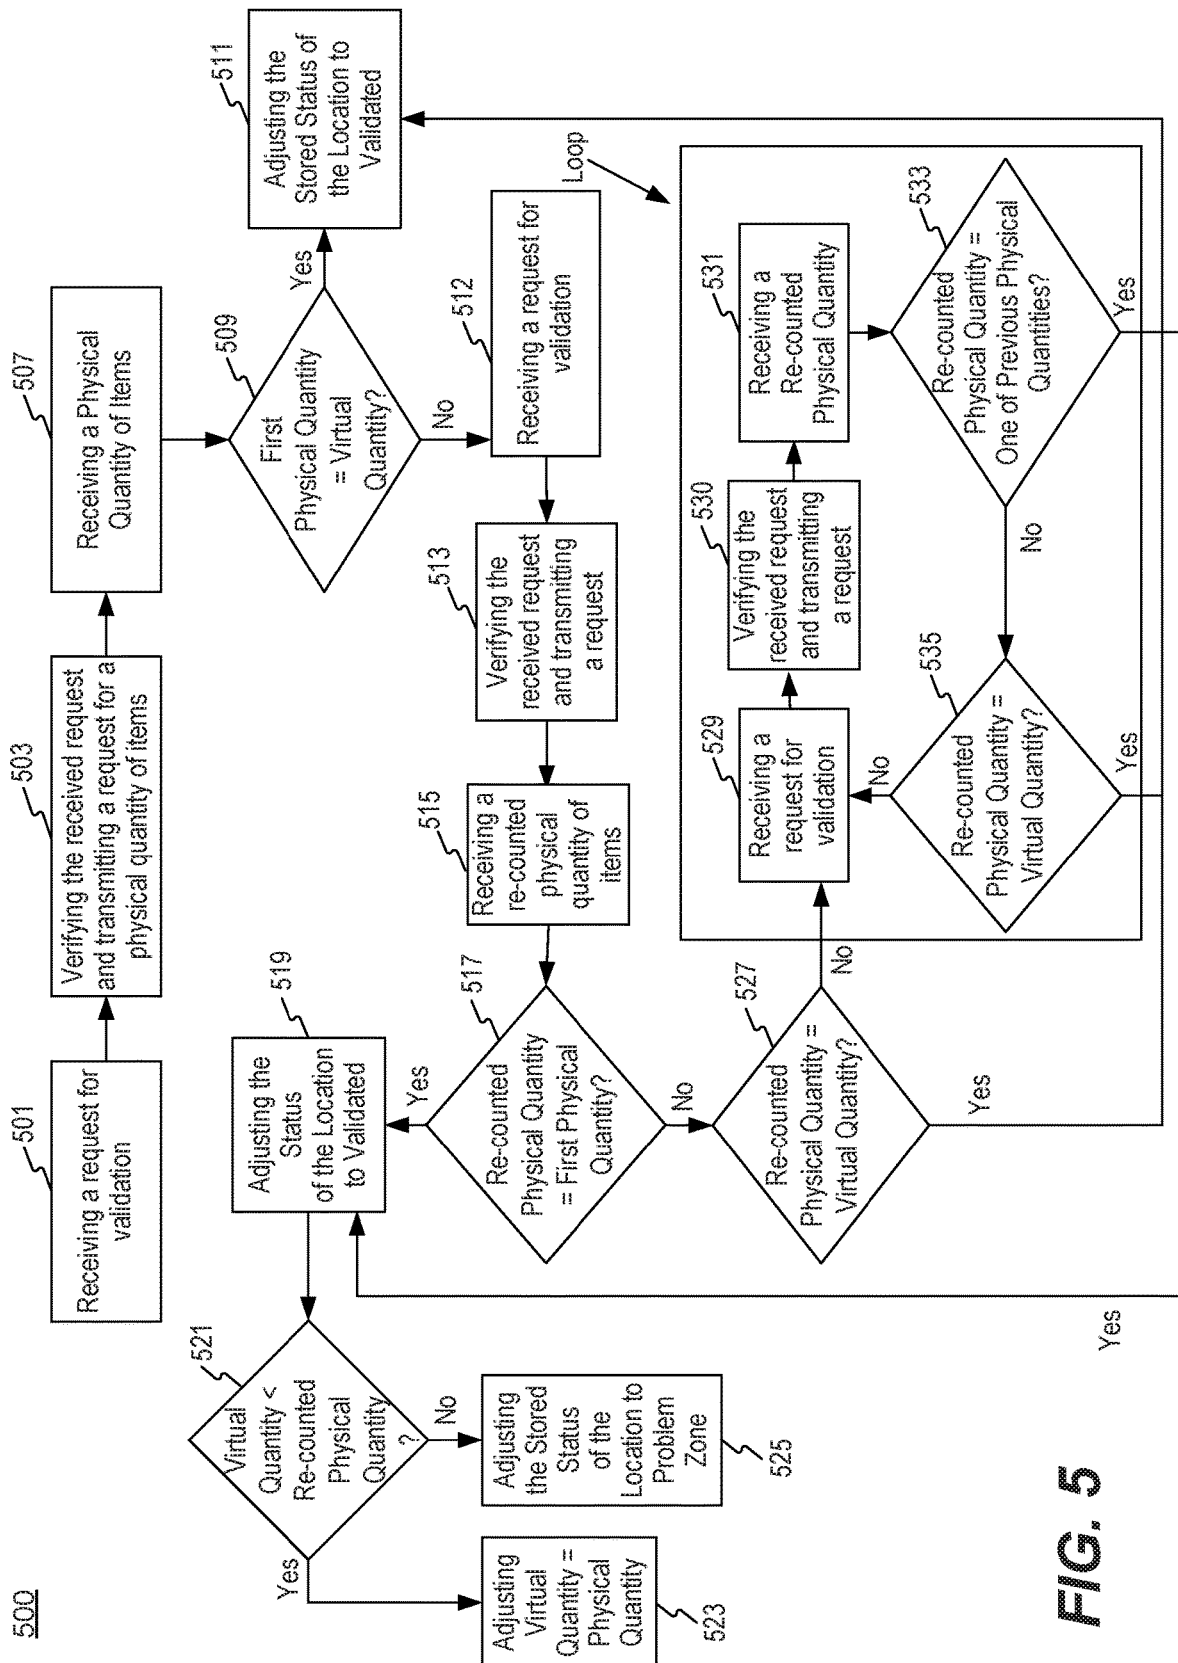 500
501
Receiving a request for
validation
503
Verifying the received request
and transmitting a request for a
physical quantity of items
507
Receiving a Physical
Quantity of Items
509
First
Physical Quantity
= Virtual
Quantity?
Yes
No
511
Adjusting the
Stored Status of
the Location to
Validated
512
Receiving a request for
validation
513
Verifying the
received request
and transmitting
a request
515
Receiving a
re-counted
physical
quantity of
items
517
Re-counted
Physical Quantity
= First Physical
Quantity?
Yes
No
519
Adjusting the
Status
of the Location
to Validated
521
Virtual
Quantity <
Re-counted
Physical
Quantity
?
Yes
No
Adjusting
Virtual
Quantity =
Physical
Quantity
523
Adjusting
the Stored
Status
of the
Location to
Problem
Zone
525
527
Re-counted
Physical Quantity =
Virtual Quantity?
No
Yes
Loop
529
Receiving a
request for
validation
530
Verifying the
received request
and transmitting
a request
531
Receiving a
Re-counted
Physical Quantity
533
Re-counted
Physical Quantity =
One of Previous Physical
Quantities?
No
Yes
535
Re-counted
Physical Quantity =
Virtual Quantity?
No
Yes
Yes
FIG. 5